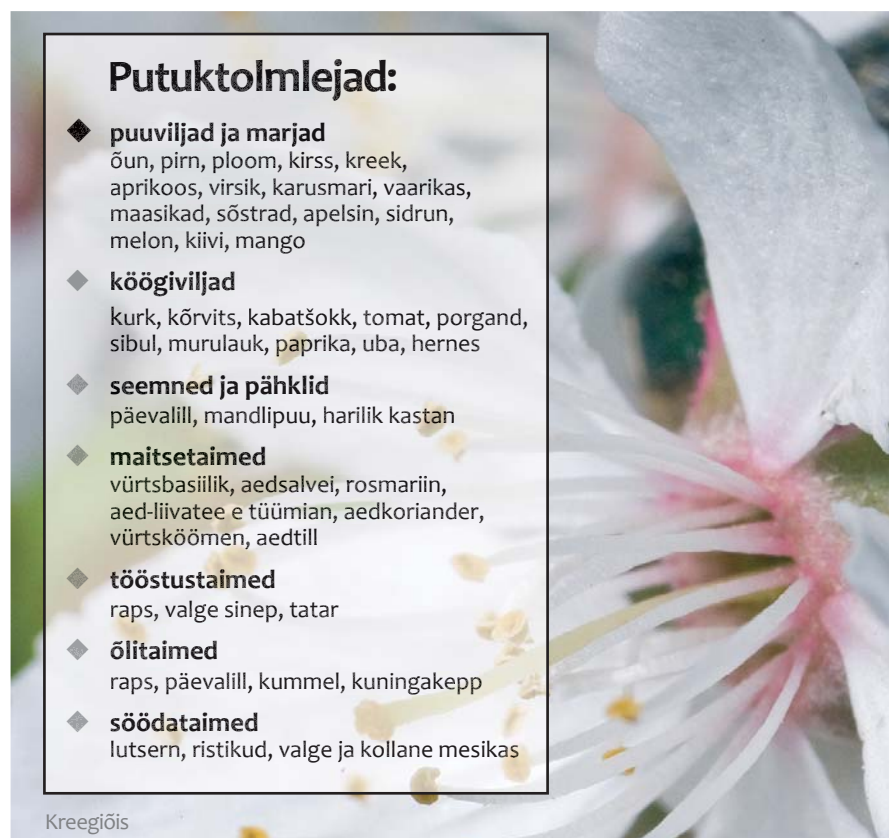 Putuktolmlejad:
puuviljad ja marjad
õun, pirn, ploom, kirss, kreek,
aprikoos, virsik, karusmari, vaarikas,
maasikad, sõstrad, apelsin, sidrun,
melon, kiivi, mango
köögiviljad
kurk, kõrvits, kabatšokk, tomat, porgand,
sibul, murulauk, paprika, uba, hernes
seemned ja pähklid
päevalill, mandlipuu, harilik kastan
maitsetaimed
vürtsbasiilik, aedsalvei, rosmariin,
aed-liivatee e tüümian, aedkoriander,
vürtsköömen, aedtill
tööstustaimed
raps, valge sinep, tatar
õlitaimed
raps, päevalill, kummel, kuningakepp
söödataimed
lutsern, ristikud, valge ja kollane mesikas
Kreegiõis